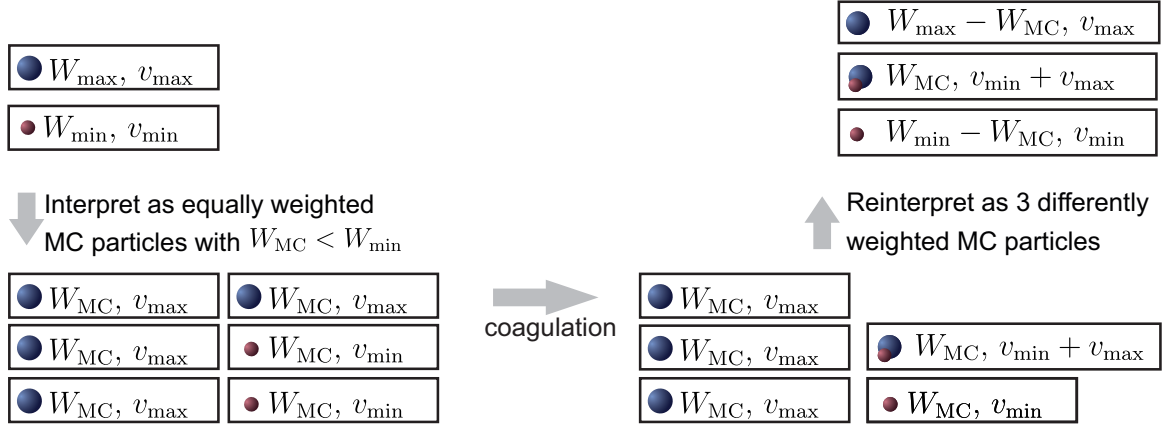 W_max, v_max
W_min, v_min
Interpret as equally weighted
MC particles with W_MC < W_min
W_MC, v_max
W_MC, v_max
W_MC, v_max
W_MC, v_min
W_MC, v_max
W_MC, v_min
coagulation
W_MC, v_max
W_MC, v_max
W_MC, v_min + v_max
W_MC, v_max
W_MC, v_min
Reinterpret as 3 differently
weighted MC particles
W_max − W_MC, v_max
W_MC, v_min + v_max
W_min − W_MC, v_min